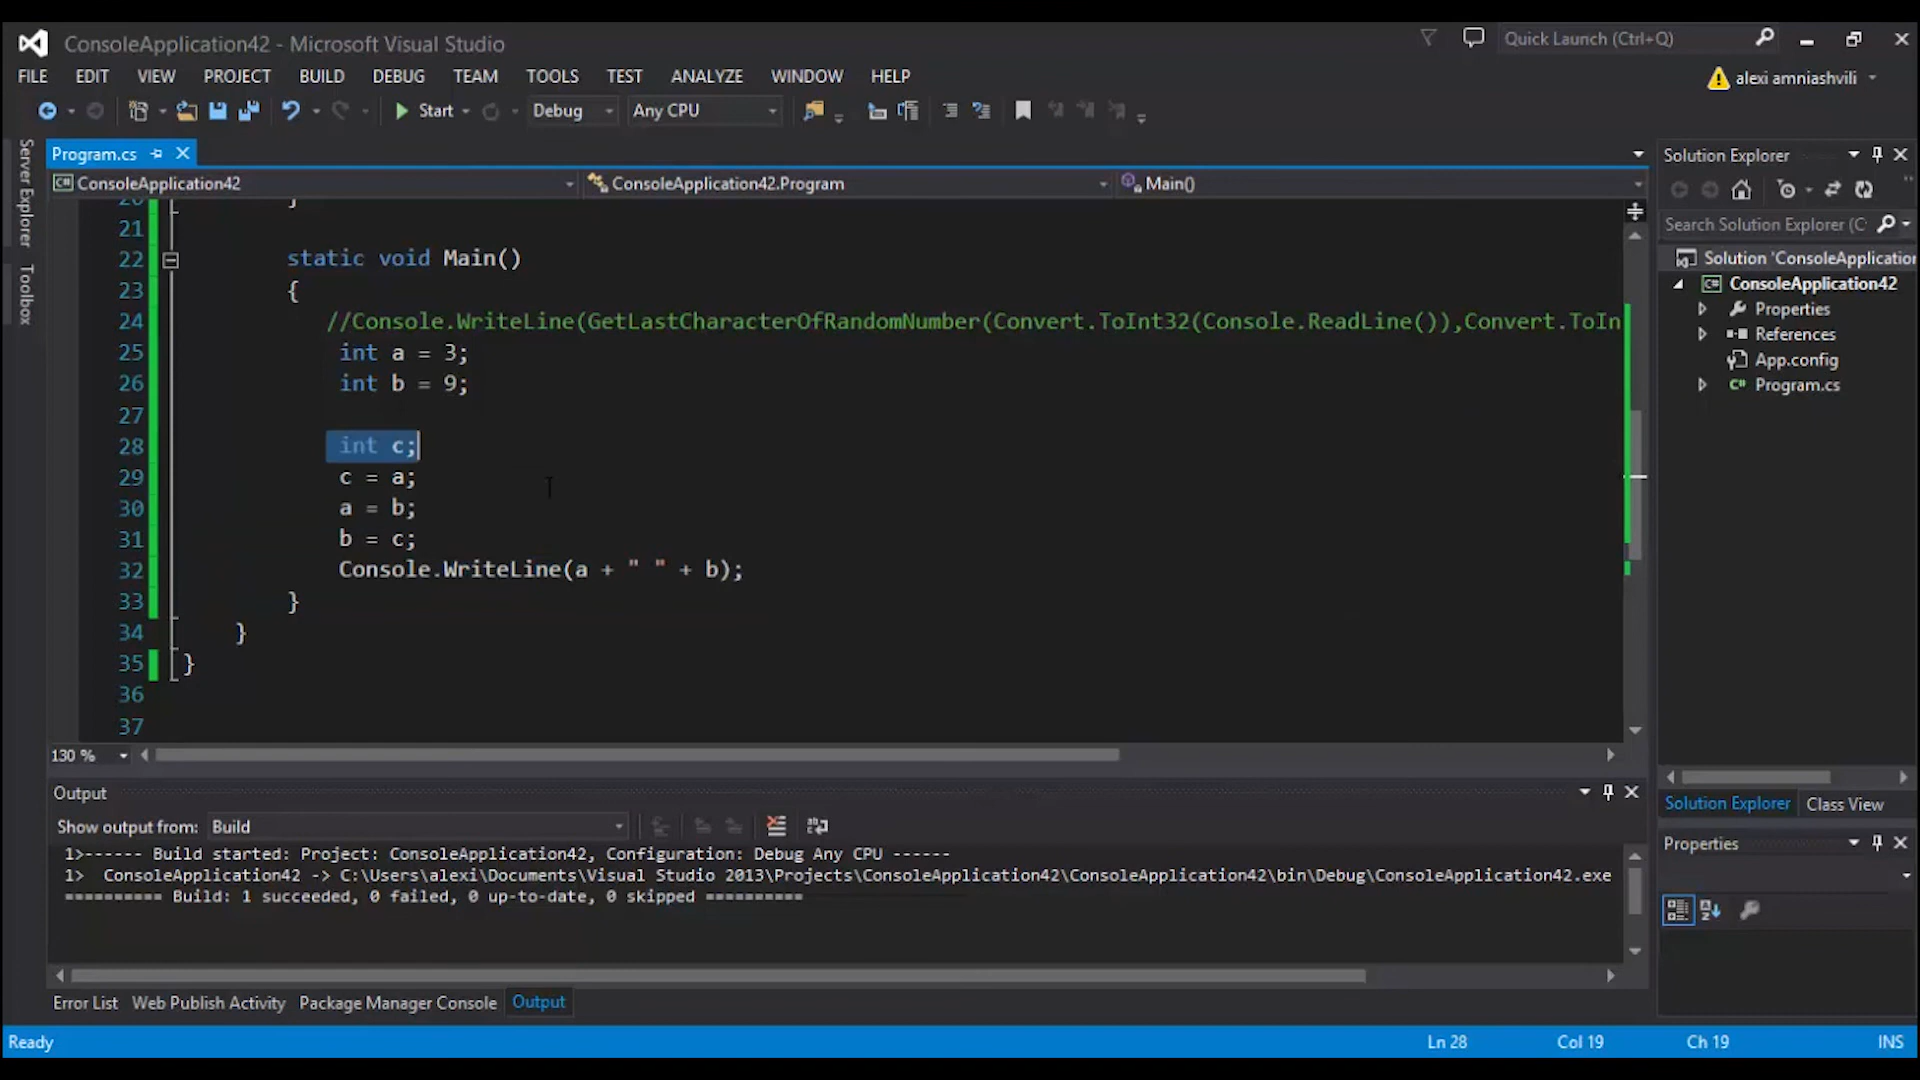 ConsoleApplication42 - Microsoft Visual Studio
Quick Launch (Ctrl+Q)
FILE EDIT VIEW PROJECT BUILD DEBUG TEAM TOOLS TEST ANALYZE WINDOW HELP
alexi amniashvili
Start Debug Any CPU
Server Explorer
Toolbox
Program.cs
ConsoleApplication42 ConsoleApplication42.Program Main()
21
22 static void Main()
23 {
24 //Console.WriteLine(GetLastCharacterOfRandomNumber(Convert.ToInt32(Console.ReadLine()),Convert.ToIn
25 int a = 3;
26 int b = 9;
27
28 int c;
29 c = a;
30 a = b;
31 b = c;
32 Console.WriteLine(a + " " + b);
33 }
34 }
35 }
36
37
130 %
Output
Show output from: Build
1>------ Build started: Project: ConsoleApplication42, Configuration: Debug Any CPU ------
1>  ConsoleApplication42 -> C:\Users\alexi\Documents\Visual Studio 2013\Projects\ConsoleApplication42\ConsoleApplication42\bin\Debug\ConsoleApplication42.exe
========== Build: 1 succeeded, 0 failed, 0 up-to-date, 0 skipped ==========
Error List Web Publish Activity Package Manager Console Output
Solution Explorer
Search Solution Explorer (C
Solution 'ConsoleApplication
ConsoleApplication42
Properties
References
App.config
C# Program.cs
Solution Explorer Class View
Properties
Ready Ln 28 Col 19 Ch 19 INS